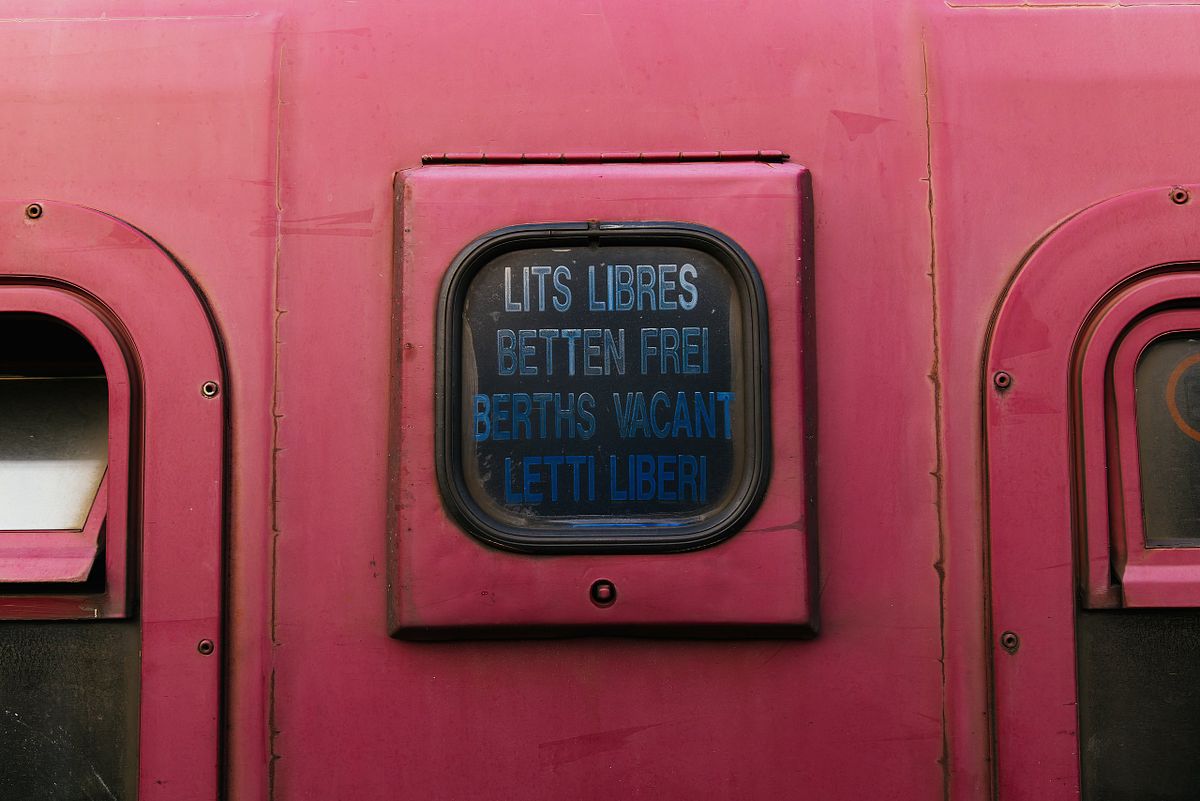 LITS LIBRES
BETTEN FREI
BERTHS VACANT
LETTI LIBERI